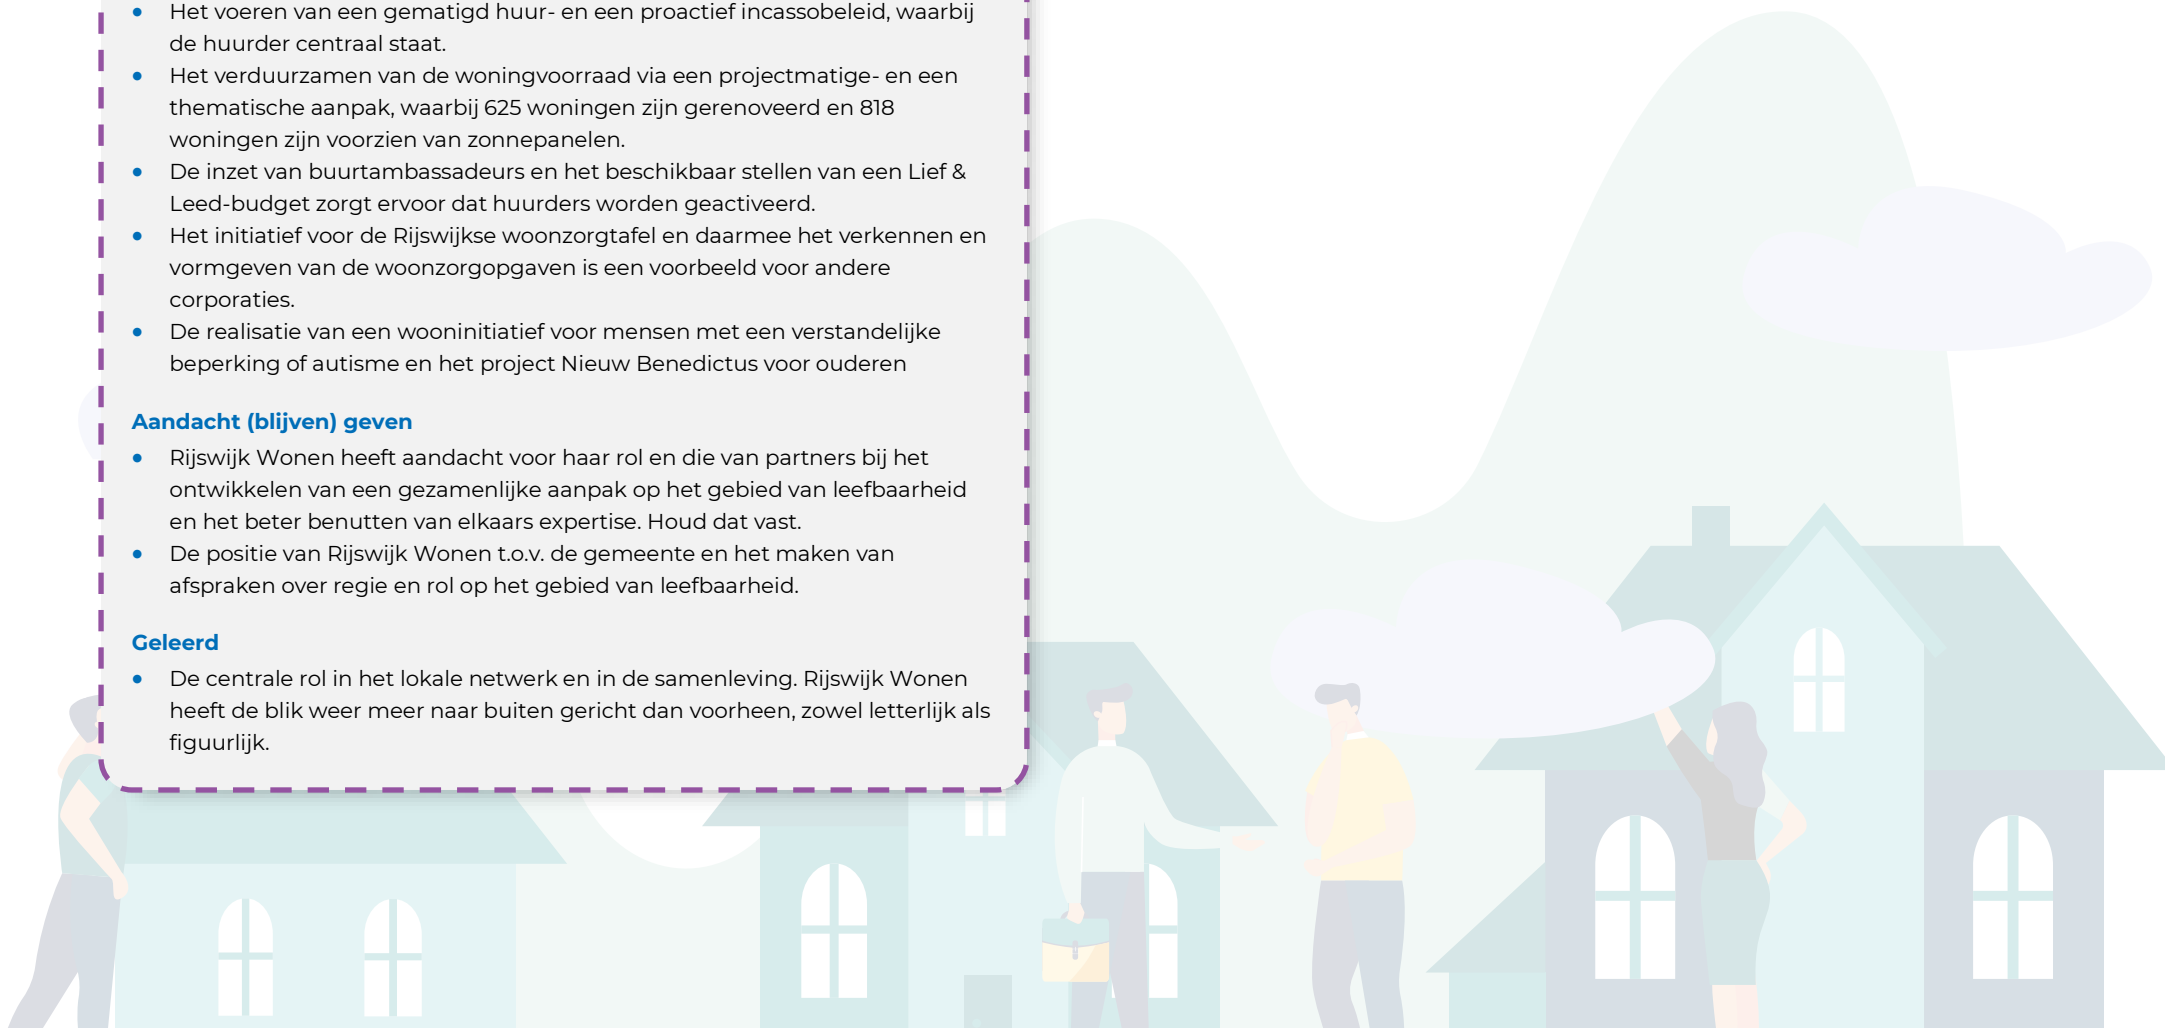 • Het voeren van een gematigd huur- en een proactief incassobeleid, waarbij
de huurder centraal staat.
• Het verduurzamen van de woningvoorraad via een projectmatige- en een
thematische aanpak, waarbij 625 woningen zijn gerenoveerd en 818
woningen zijn voorzien van zonnepanelen.
• De inzet van buurtambassadeurs en het beschikbaar stellen van een Lief &
Leed-budget zorgt ervoor dat huurders worden geactiveerd.
• Het initiatief voor de Rijswijkse woonzorgtafel en daarmee het verkennen en
vormgeven van de woonzorgopgaven is een voorbeeld voor andere
corporaties.
• De realisatie van een wooninitiatief voor mensen met een verstandelijke
beperking of autisme en het project Nieuw Benedictus voor ouderen
Aandacht (blijven) geven
• Rijswijk Wonen heeft aandacht voor haar rol en die van partners bij het
ontwikkelen van een gezamenlijke aanpak op het gebied van leefbaarheid
en het beter benutten van elkaars expertise. Houd dat vast.
• De positie van Rijswijk Wonen t.o.v. de gemeente en het maken van
afspraken over regie en rol op het gebied van leefbaarheid.
Geleerd
• De centrale rol in het lokale netwerk en in de samenleving. Rijswijk Wonen
heeft de blik weer meer naar buiten gericht dan voorheen, zowel letterlijk als
figuurlijk.